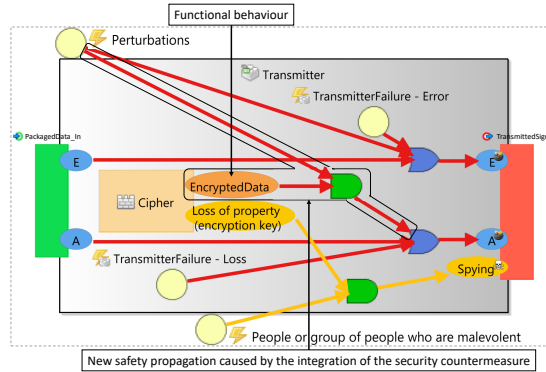 Functional behaviour
Perturbations
Transmitter
TransmitterFailure - Error
PackagedData_In
TransmittedSig
E
E
Cipher
EncryptedData
Loss of property
(encryption key)
A
A
TransmitterFailure - Loss
Spying
People or group of people who are malevolent
New safety propagation caused by the integration of the security countermeasure